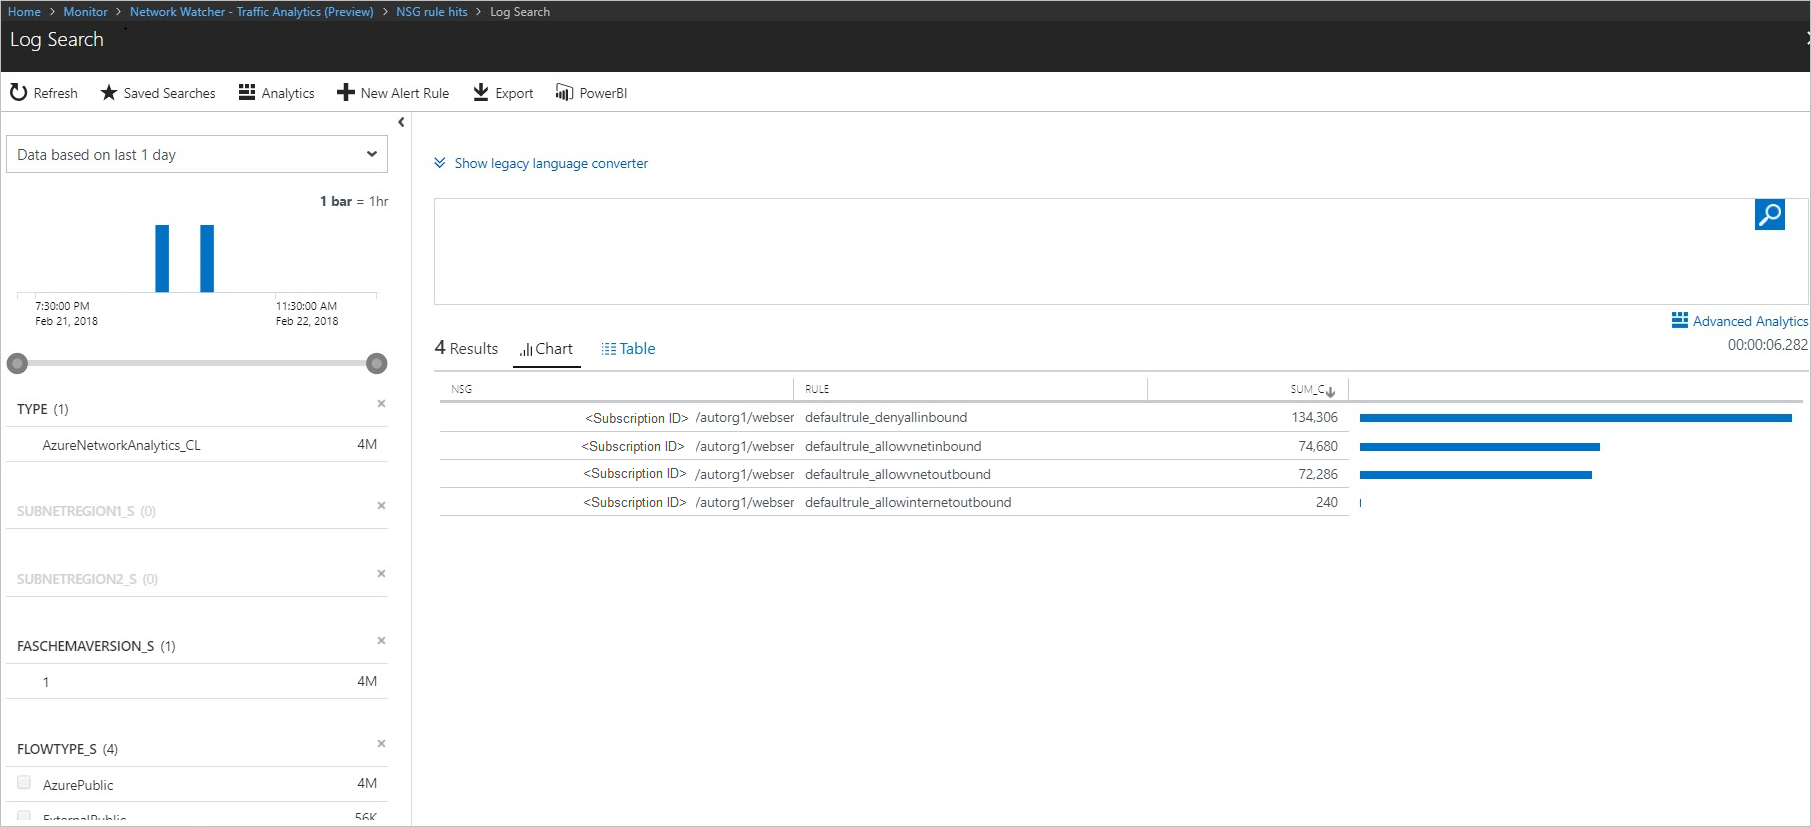 Home > Monitor > Network Watcher - Traffic Analytics (Preview) > NSG rule hits > Log Search
Log Search
Refresh Saved Searches Analytics New Alert Rule Export PowerBI
Data based on last 1 day
1 bar = 1hr
7:30:00 PM 11:30:00 AM
Feb 21, 2018 Feb 22, 2018
TYPE (1)
AzureNetworkAnalytics_CL 4M
SUBNETREGION1_S (0)
SUBNETREGION2_S (0)
FASCHEMAVERSION_S (1)
1 4M
FLOWTYPE_S (4)
AzurePublic 4M
ExternalPublic 56K
Show legacy language converter
Advanced Analytics
4 Results Chart Table
00:00:06.282
NSG RULE SUM_C
<Subscription ID> /autorg1/webser defaultrule_denyallinbound 134,306
<Subscription ID> /autorg1/webser defaultrule_allowvnetinbound 74,680
<Subscription ID> /autorg1/webser defaultrule_allowvnetoutbound 72,286
<Subscription ID> /autorg1/webser defaultrule_allowinternetoutbound 240